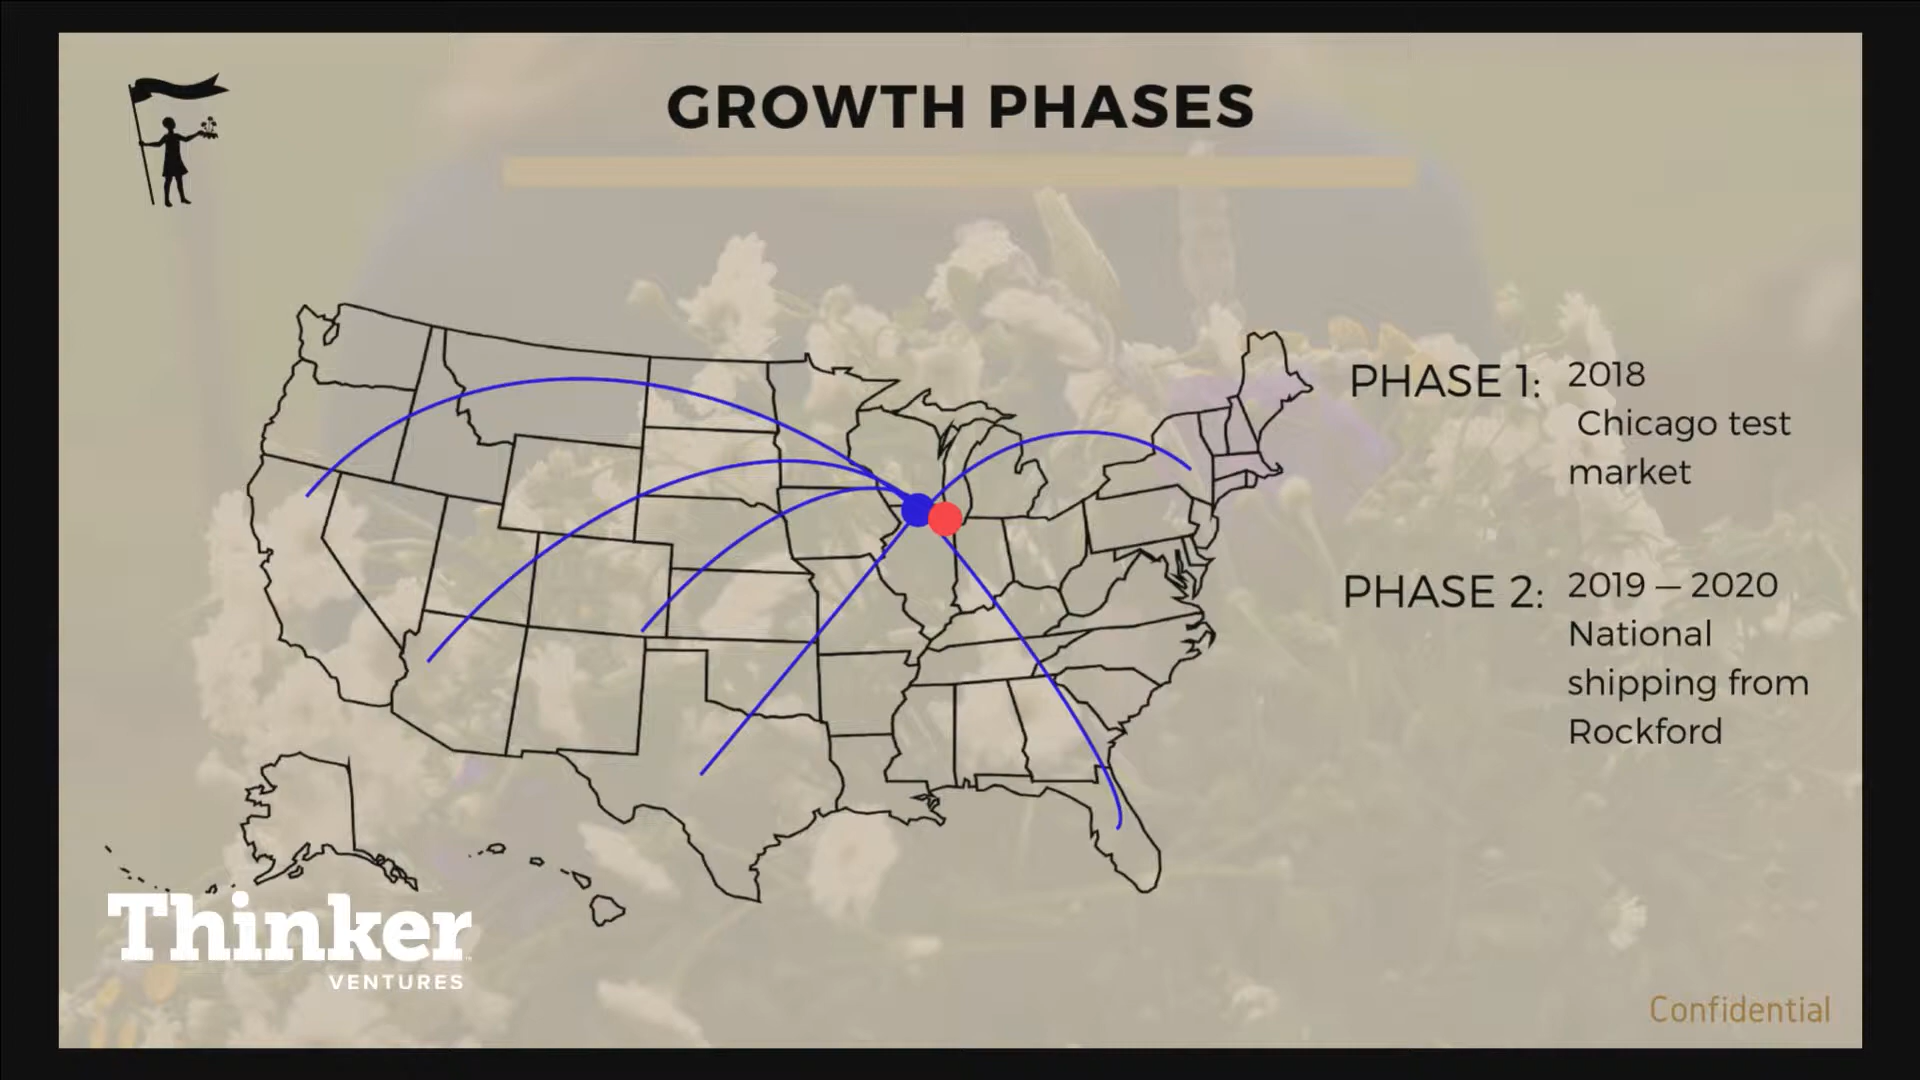 GROWTH PHASES
PHASE 1:
2018
Chicago test
market
PHASE 2:
2019 — 2020
National
shipping from
Rockford
Thinker
VENTURES
Confidential